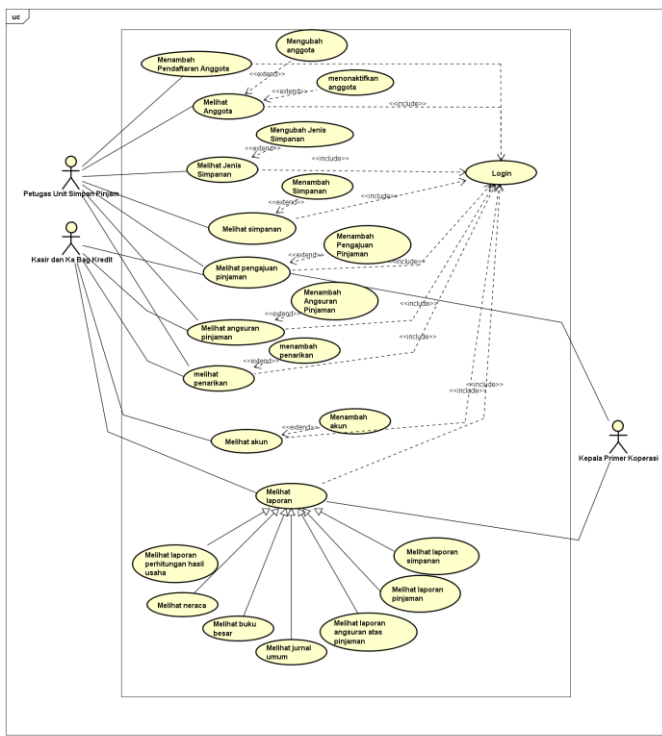 uc
Mengubah
anggota
Menambah
Pendaftaran Anggota
<<extend>>
menonaktifkan
anggota
Melihat
Anggota
<<extend>>
<<include>>
Mengubah Jenis
Simpanan
<<extend>>
Melihat Jenis
Simpanan
<<include>>
Login
Menambah
Simpanan
<<extend>>
<<include>>
Petugas Unit Simpan Pinjam
Melihat simpanan
Menambah
Pengajuan
Pinjaman
<<extend>>
Kasir dan Ka Bag Kredit
Melihat pengajuan
pinjaman
<<include>>
Menambah
Angsuran
Pinjaman
<<include>>
<<extend>>
Melihat angsuran
pinjaman
menambah
penarikan
<<include>>
<<extend>>
melihat
penarikan
<<include>>
<<include>>
Menambah
akun
<<extend>>
Melihat akun
Kepala Primer Koperasi
Melihat
laporan
Melihat laporan
perhitungan hasil
usaha
Melihat laporan
simpanan
Melihat neraca
Melihat laporan
pinjaman
Melihat buku
besar
Melihat laporan
angsuran atas
pinjaman
Melihat jurnal
umum